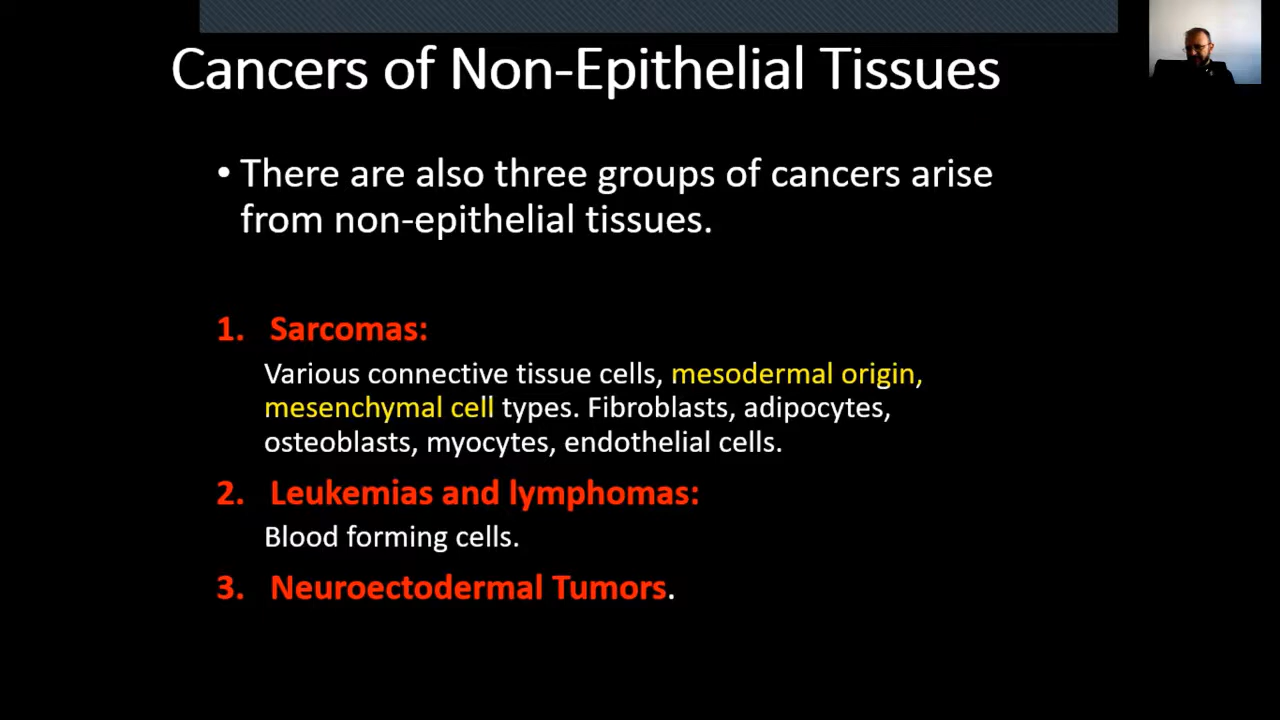 Cancers of Non-Epithelial Tissues
• There are also three groups of cancers arise
from non-epithelial tissues.
1. Sarcomas:
Various connective tissue cells, mesodermal origin,
mesenchymal cell types. Fibroblasts, adipocytes,
osteoblasts, myocytes, endothelial cells.
2. Leukemias and lymphomas:
Blood forming cells.
3. Neuroectodermal Tumors.